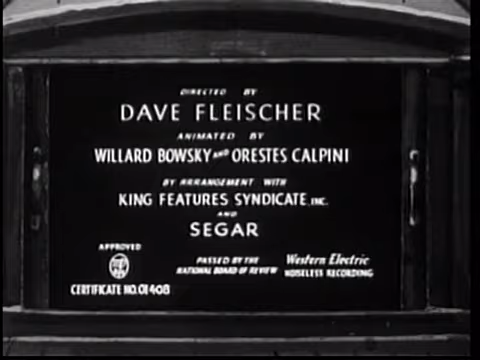 DIRECTED BY
DAVE FLEISCHER
ANIMATED BY
WILLARD BOWSKY AND ORESTES CALPINI
BY ARRANGEMENT WITH
KING FEATURES SYNDICATE, INC.
AND
SEGAR
APPROVED
CERTIFICATE NO. 01408
PASSED BY THE
NATIONAL BOARD OF REVIEW
Western Electric
NOISELESS RECORDING